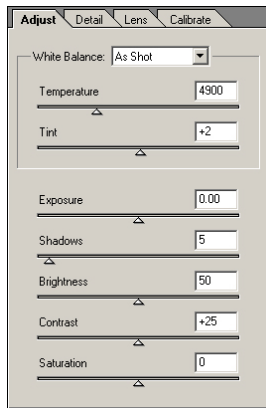 Adjust Detail Lens Calibrate
White Balance: As Shot
Temperature 4900
Tint +2
Exposure 0.00
Shadows 5
Brightness 50
Contrast +25
Saturation 0